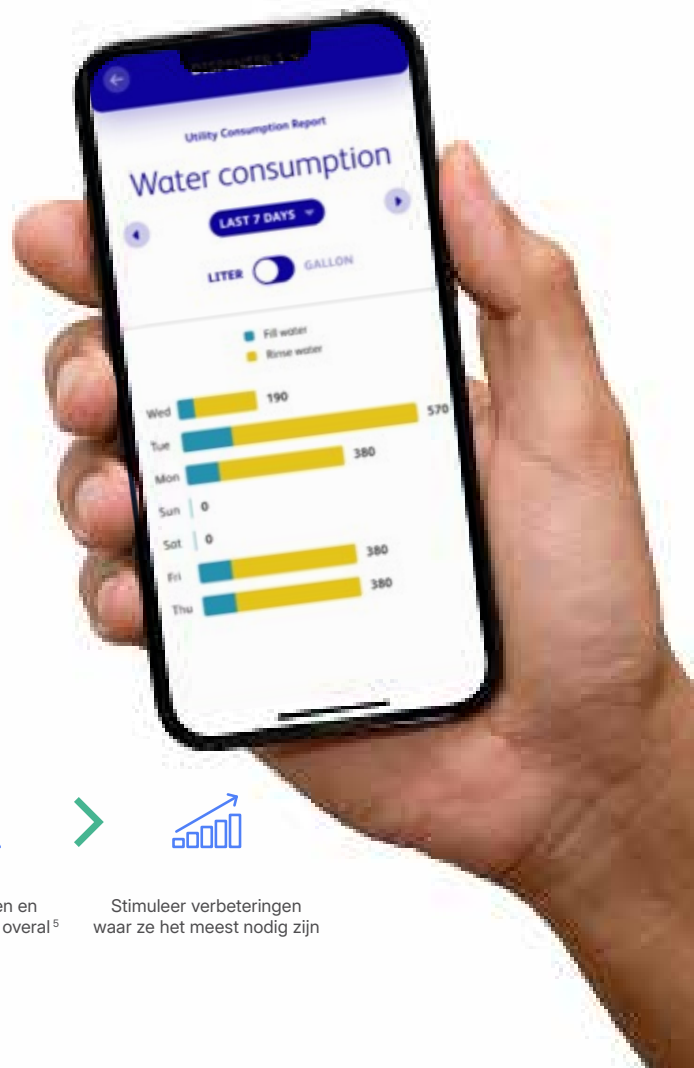 Utility Consumption Report
Water consumption
LAST 7 DAYS
LITER GALLON
Fill water
Rinse water
Wed 190
Tue 570
Mon 380
Sun 0
Sat 0
Fri 380
Thu 380
en en
overal 5
Stimuleer verbeteringen
waar ze het meest nodig zijn